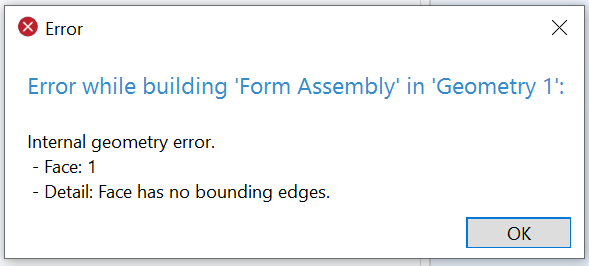 Error
Error while building 'Form Assembly' in 'Geometry 1':
Internal geometry error.
- Face: 1
- Detail: Face has no bounding edges.
OK